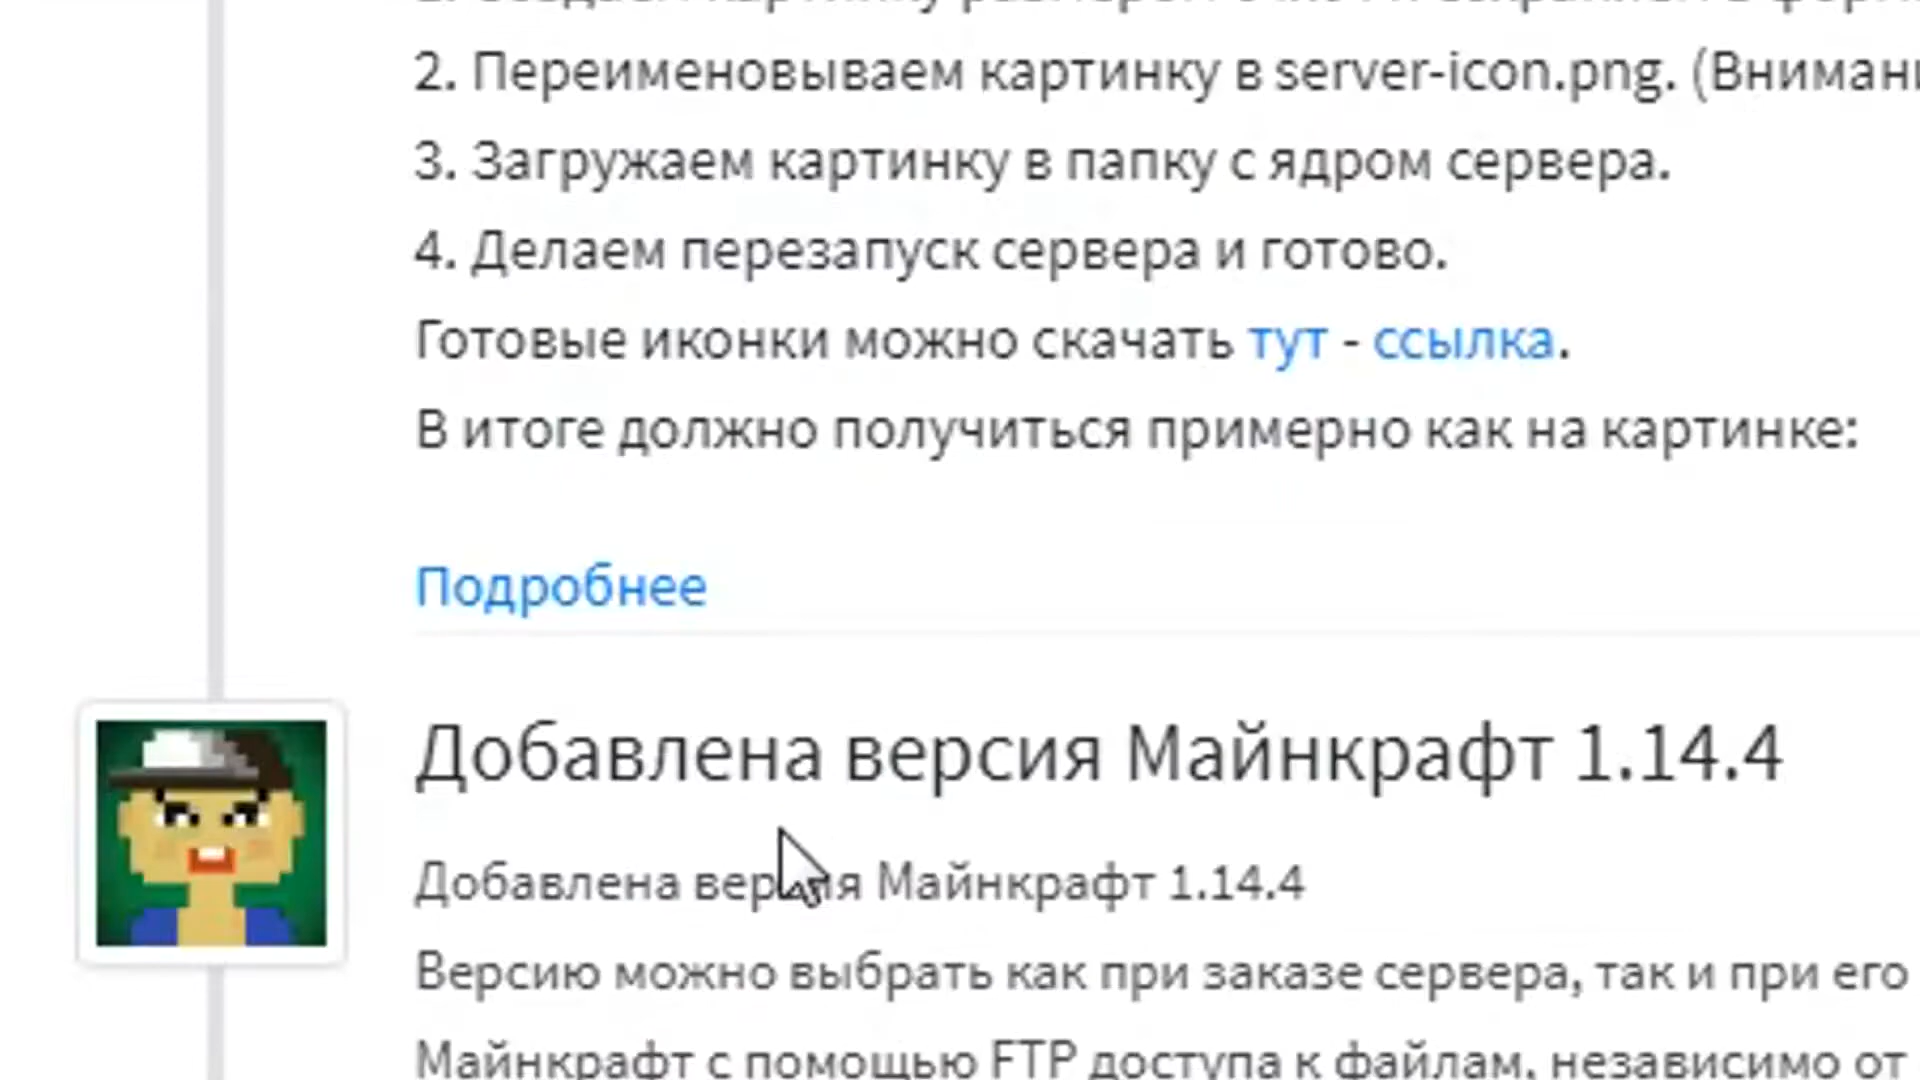 2. Переименовываем картинку в server-icon.png.
3. Загружаем картинку в папку с ядром сервера.
4. Делаем перезапуск сервера и готово.
Готовые иконки можно скачать тут - ссылка.
В итоге должно получиться примерно как на картинке:
Подробнее
Добавлена версия Майнкрафт 1.14.4
Добавлена версия Майнкрафт 1.14.4
Версию можно выбрать как при заказе сервера, так и при его
Майнкрафт с помощью FTP доступа к файлам, независимо от